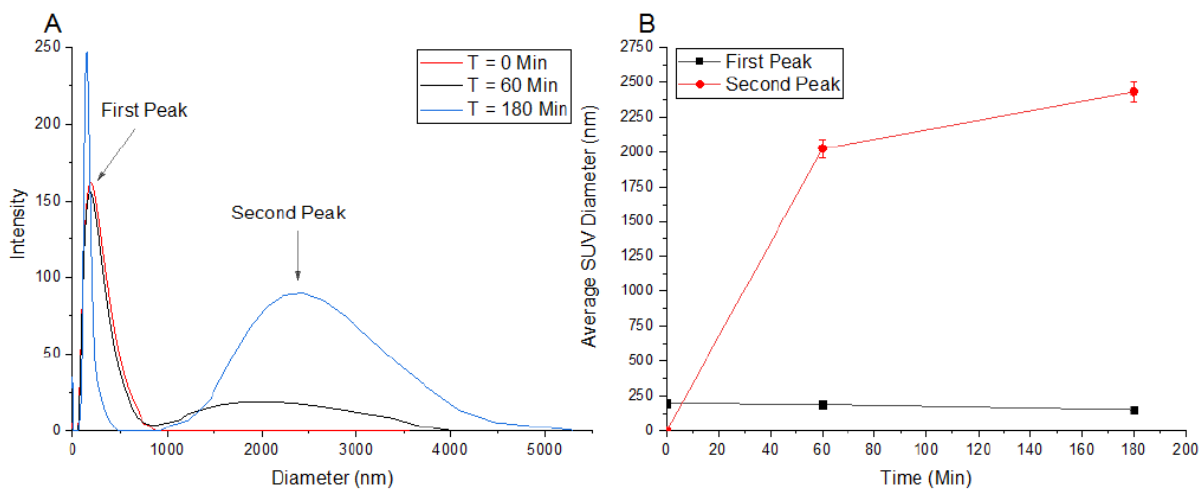 A
250
200
150
100
50
0
Intensity
0
1000
2000
3000
4000
5000
Diameter (nm)
T = 0 Min
T = 60 Min
T = 180 Min
First Peak
Second Peak
B
2750
2500
2250
2000
1750
1500
1250
1000
750
500
250
0
Average SUV Diameter (nm)
0
20
40
60
80
100
120
140
160
180
200
Time (Min)
First Peak
Second Peak